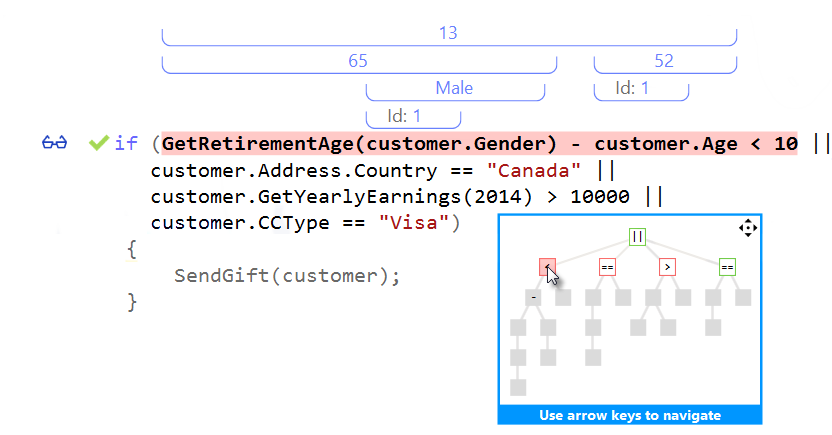 13
65 52
Male Id: 1
Id: 1
if (GetRetirementAge(customer.Gender) - customer.Age < 10 ||
customer.Address.Country == "Canada" ||
customer.GetYearlyEarnings(2014) > 10000 ||
customer.CCType == "Visa")
{
SendGift(customer);
}
||
< == > ==
-
Use arrow keys to navigate